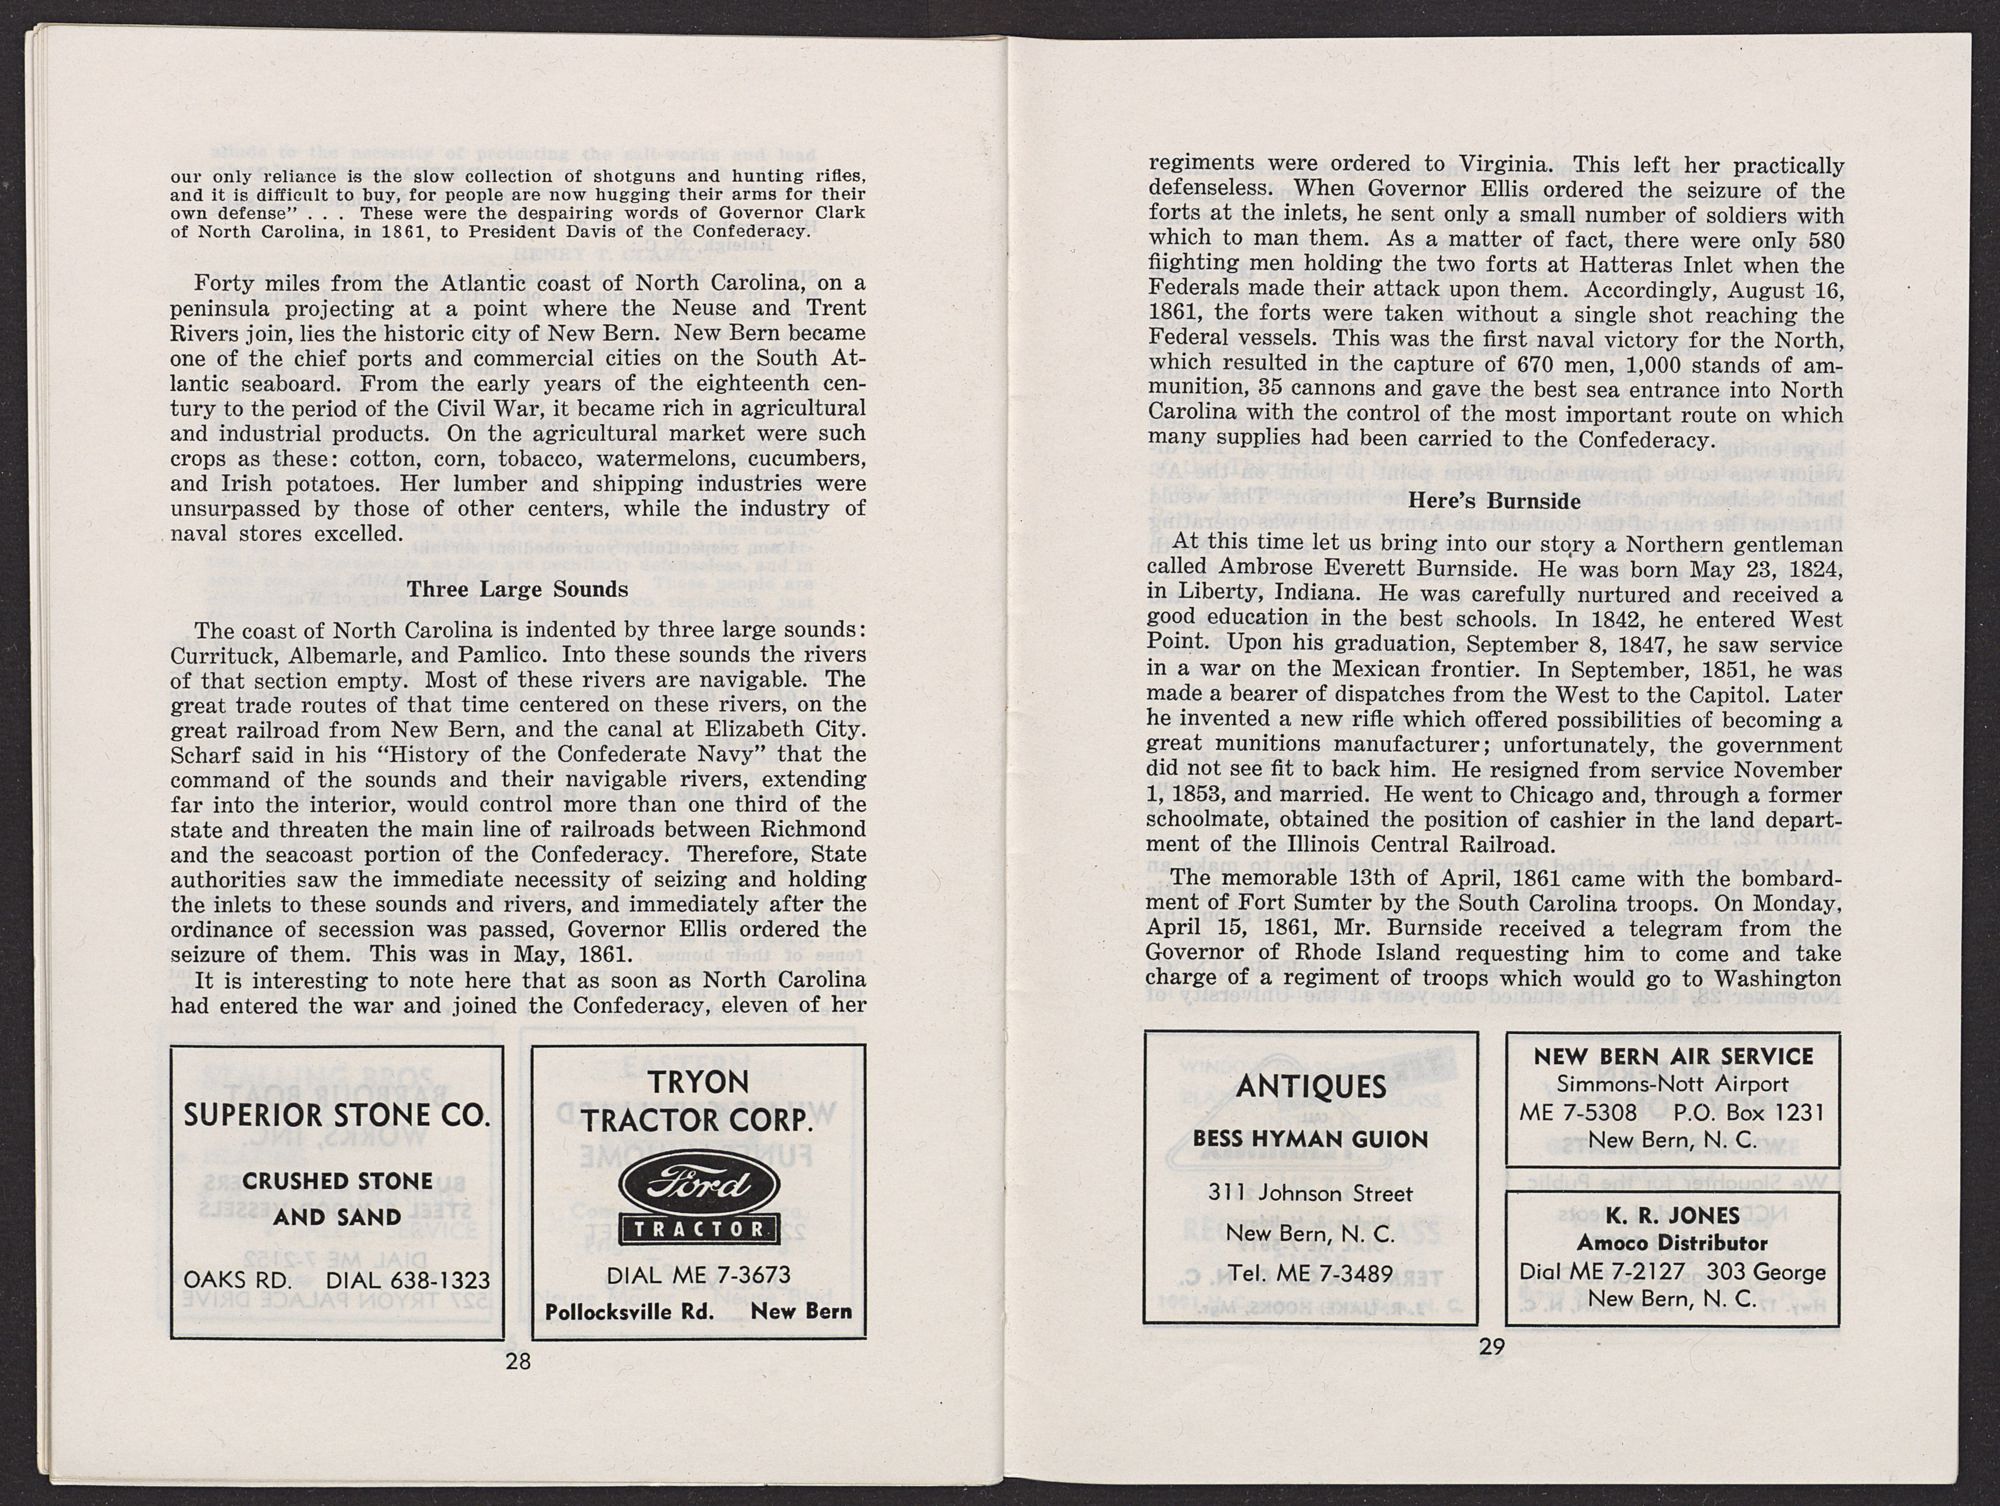 our only reliance is the slow collection of shotguns and hunting rifles,
and it is difficult to buy, for people are now hugging their arms for their
own defense" . . . These were the despairing words of Governor Clark
of North Carolina, in 1861, to President Davis of the Confederacy.
Forty miles from the Atlantic coast of North Carolina, on a
peninsula projecting at a point where the Neuse and Trent
Rivers join, lies the historic city of New Bern. New Bern became
one of the chief ports and commercial cities on the South At-
lantic seaboard. From the early years of the eighteenth cen-
tury to the period of the Civil War, it became rich in agricultural
and industrial products. On the agricultural market were such
crops as these: cotton, corn, tobacco, watermelons, cucumbers,
and Irish potatoes. Her lumber and shipping industries were
unsurpassed by those of other centers, while the industry of
naval stores excelled.
Three Large Sounds
The coast of North Carolina is indented by three large sounds:
Currituck, Albemarle, and Pamlico. Into these sounds the rivers
of that section empty. Most of these rivers are navigable. The
great trade routes of that time centered on these rivers, on the
great railroad from New Bern, and the canal at Elizabeth City.
Scharf said in his "History of the Confederate Navy" that the
command of the sounds and their navigable rivers, extending
far into the interior, would control more than one third of the
state and threaten the main line of railroads between Richmond
and the seacoast portion of the Confederacy. Therefore, State
authorities saw the immediate necessity of seizing and holding
the inlets to these sounds and rivers, and immediately after the
ordinance of secession was passed, Governor Ellis ordered the
seizure of them. This was in May, 1861.
It is interesting to note here that as soon as North Carolina
had entered the war and joined the Confederacy, eleven of her
SUPERIOR STONE CO.
CRUSHED STONE
AND SAND
OAKS RD. DIAL 638-1323
TRYON
TRACTOR CORP.
Ford
TRACTOR
DIAL ME 7-3673
Pollocksville Rd. New Bern
28
regiments were ordered to Virginia. This left her practically
defenseless. When Governor Ellis ordered the seizure of the
forts at the inlets, he sent only a small number of soldiers with
which to man them. As a matter of fact, there were only 580
fiighting men holding the two forts at Hatteras Inlet when the
Federals made their attack upon them. Accordingly, August 16,
1861, the forts were taken without a single shot reaching the
Federal vessels. This was the first naval victory for the North,
which resulted in the capture of 670 men, 1,000 stands of am-
munition, 35 cannons and gave the best sea entrance into North
Carolina with the control of the most important route on which
many supplies had been carried to the Confederacy.
Here's Burnside
At this time let us bring into our story a Northern gentleman
called Ambrose Everett Burnside. He was born May 23, 1824,
in Liberty, Indiana. He was carefully nurtured and received a
good education in the best schools. In 1842, he entered West
Point. Upon his graduation, September 8, 1847, he saw service
in a war on the Mexican frontier. In September, 1851, he was
made a bearer of dispatches from the West to the Capitol. Later
he invented a new rifle which offered possibilities of becoming a
great munitions manufacturer; unfortunately, the government
did not see fit to back him. He resigned from service November
1, 1853, and married. He went to Chicago and, through a former
schoolmate, obtained the position of cashier in the land depart-
ment of the Illinois Central Railroad.
The memorable 13th of April, 1861 came with the bombard-
ment of Fort Sumter by the South Carolina troops. On Monday,
April 15, 1861, Mr. Burnside received a telegram from the
Governor of Rhode Island requesting him to come and take
charge of a regiment of troops which would go to Washington
ANTIQUES
BESS HYMAN GUION
311 Johnson Street
New Bern, N. C.
Tel. ME 7-3489
NEW BERN AIR SERVICE
Simmons-Nott Airport
ME 7-5308 P.O. Box 1231
New Bern, N. C.
K. R. JONES
Amoco Distributor
Dial ME 7-2127 303 George
New Bern, N. C.
29